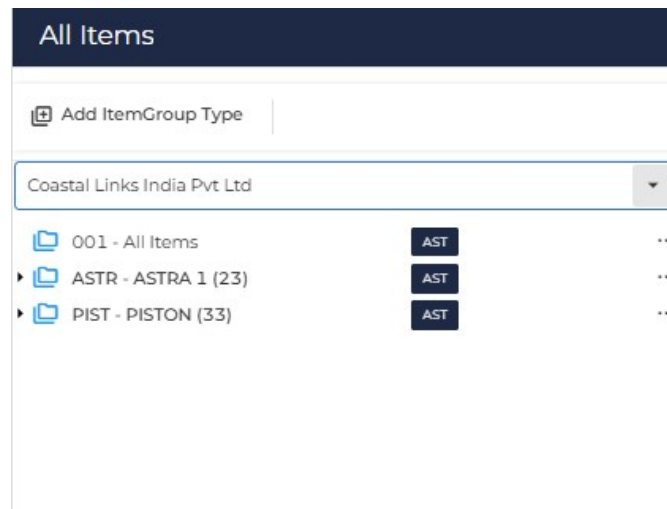 All Items
Add ItemGroup Type
Coastal Links India Pvt Ltd
001 - All Items AST
ASTR - ASTRA 1 (23) AST
PIST - PISTON (33) AST